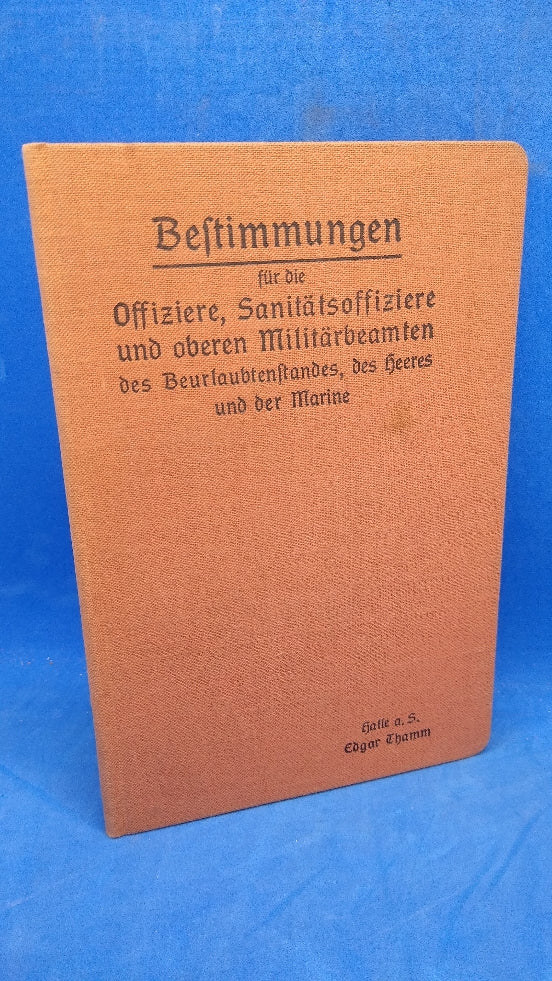 Beſtimmungen
für die
Offiziere, Sanitätsoffiziere
und oberen Militärbeamten
des Beurlaubtenſtandes, des Heeres
und der Marine
Halle a. S.
Edgar Thamm